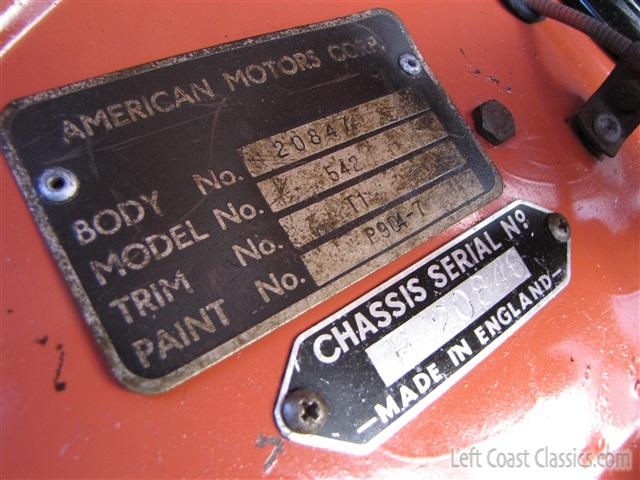 AMERICAN MOTORS CORP.
BODY No. 20847
MODEL No. 542
TRIM No. T1
PAINT No. P904-7
CHASSIS SERIAL Nº
E 20846
—MADE IN ENGLAND—
Left Coast Classics.com